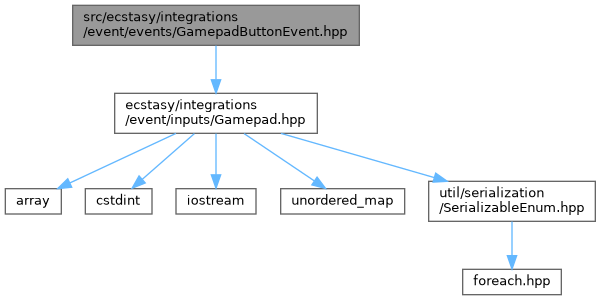 src/ecstasy/integrations
/event/events/GamepadButtonEvent.hpp
ecstasy/integrations
/event/inputs/Gamepad.hpp
array
cstdint
iostream
unordered_map
util/serialization
/SerializableEnum.hpp
foreach.hpp